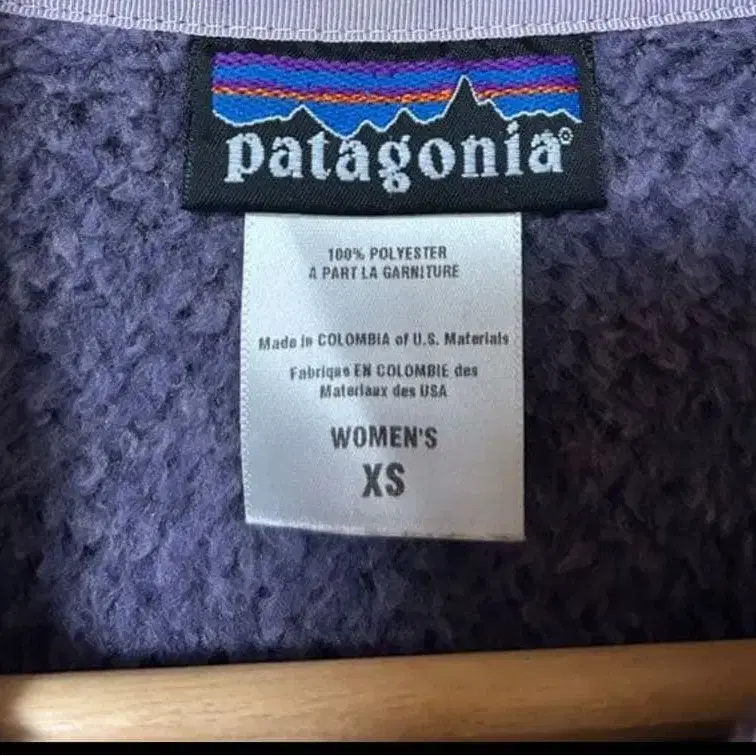 patagonia®
100% POLYESTER
A PART LA GARNITURE
Made in COLOMBIA of U.S. Materials
Fabrique EN COLOMBIE des
Materiaux des USA
WOMEN'S
XS